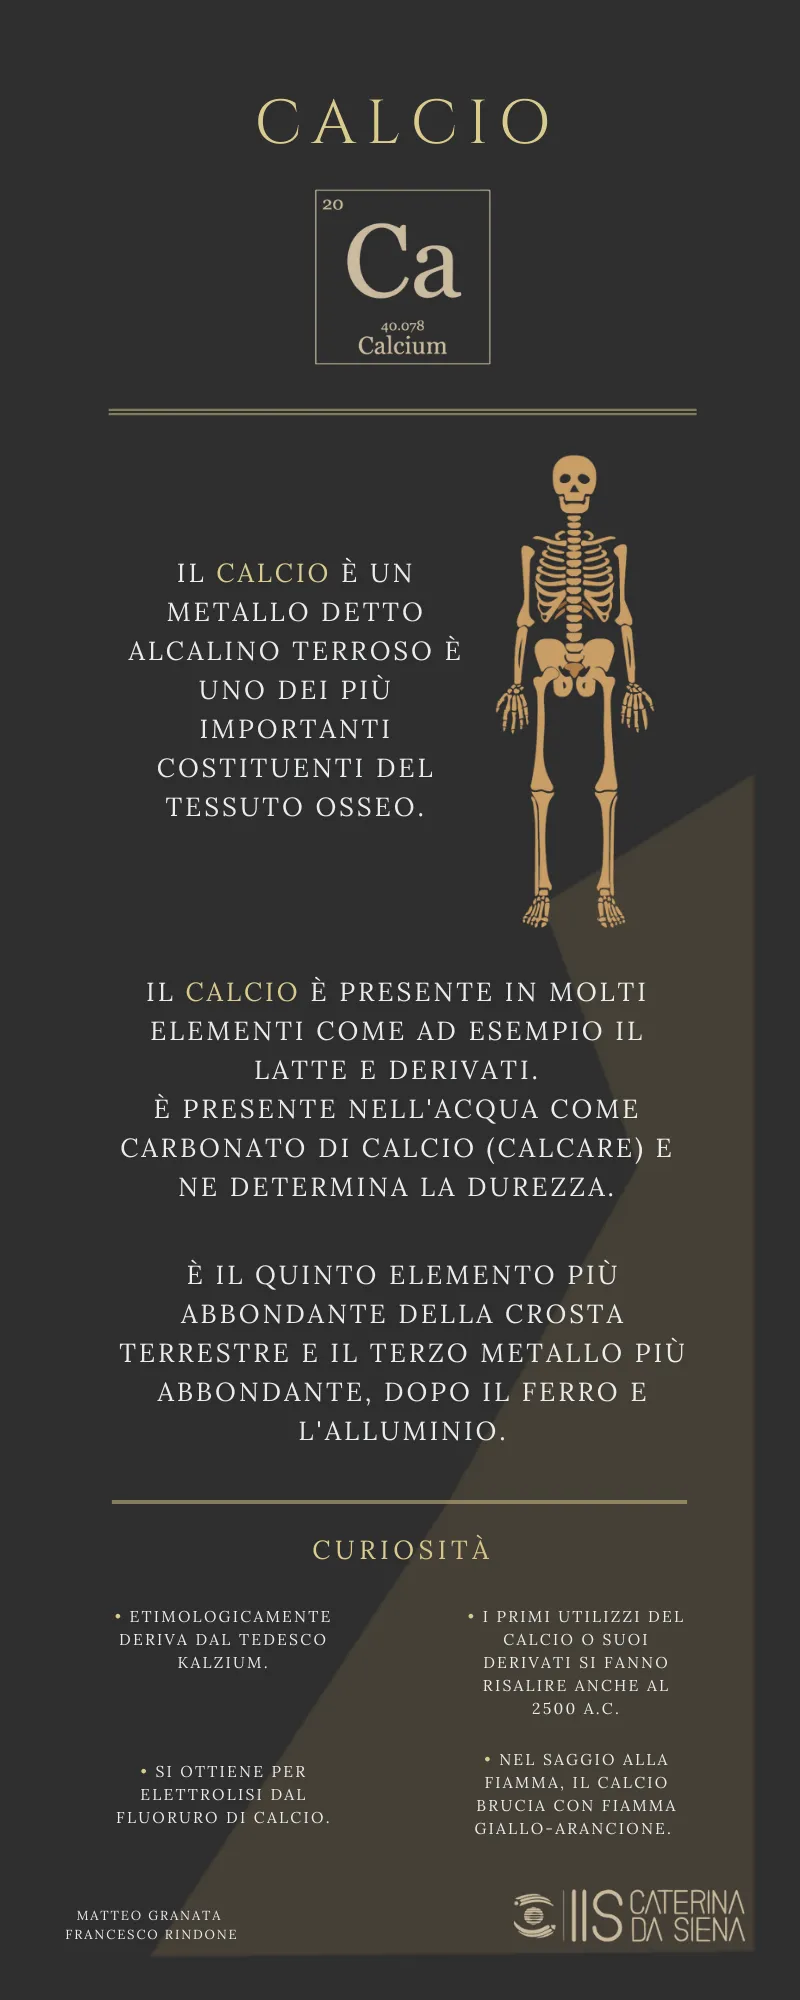 CALCIO
20
Ca
40.078
Calcium
IL CALCIO È UN
METALLO DETTO
ALCALINO TERROSO È
UNO DEI PIÙ
IMPORTANTI
COSTITUENTI DEL
TESSUTO OSSEO.
IL CALCIO È PRESENTE IN MOLTI
ELEMENTI COME AD ESEMPIO IL
LATTE E DERIVATI.
È PRESENTE NELL'ACQUA COME
CARBONATO DI CALCIO (CALCARE) E
NE DETERMINA LA DUREZZA.
È IL QUINTO ELEMENTO PIÙ
ABBONDANTE DELLA CROSTA
TERRESTRE E IL TERZO METALLO PIÙ
ABBONDANTE, DOPO IL FERRO E
L'ALLUMINIO.
CURIOSITÀ
• ETIMOLOGICAMENTE
DERIVA DAL TEDESCO
KALZIUM.
• I PRIMI UTILIZZI DEL
CALCIO O SUOI
DERIVATI SI FANNO
RISALIRE ANCHE AL
2500 A.C.
• SI OTTIENE PER
ELETTROLISI DAL
FLUORURO DI CALCIO.
• NEL SAGGIO ALLA
FIAMMA, IL CALCIO
BRUCIA CON FIAMMA
GIALLO-ARANCIONE.
MATTEO GRANATA
FRANCESCO RINDONE
IIS CATERINA
DA SIENA